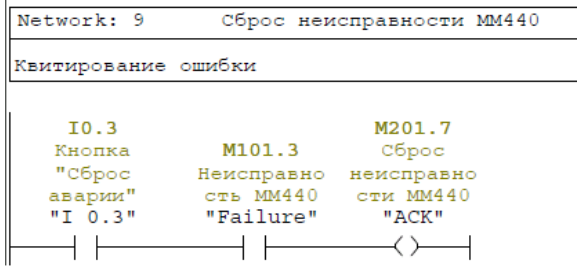 Network: 9 Сброс неисправности MM440
Квитирование ошибки
I0.3
Кнопка
"Сброс
аварии"
"I 0.3"
M101.3
Неисправно
сть MM440
"Failure"
M201.7
Сброс
неисправно
сти MM440
"ACK"